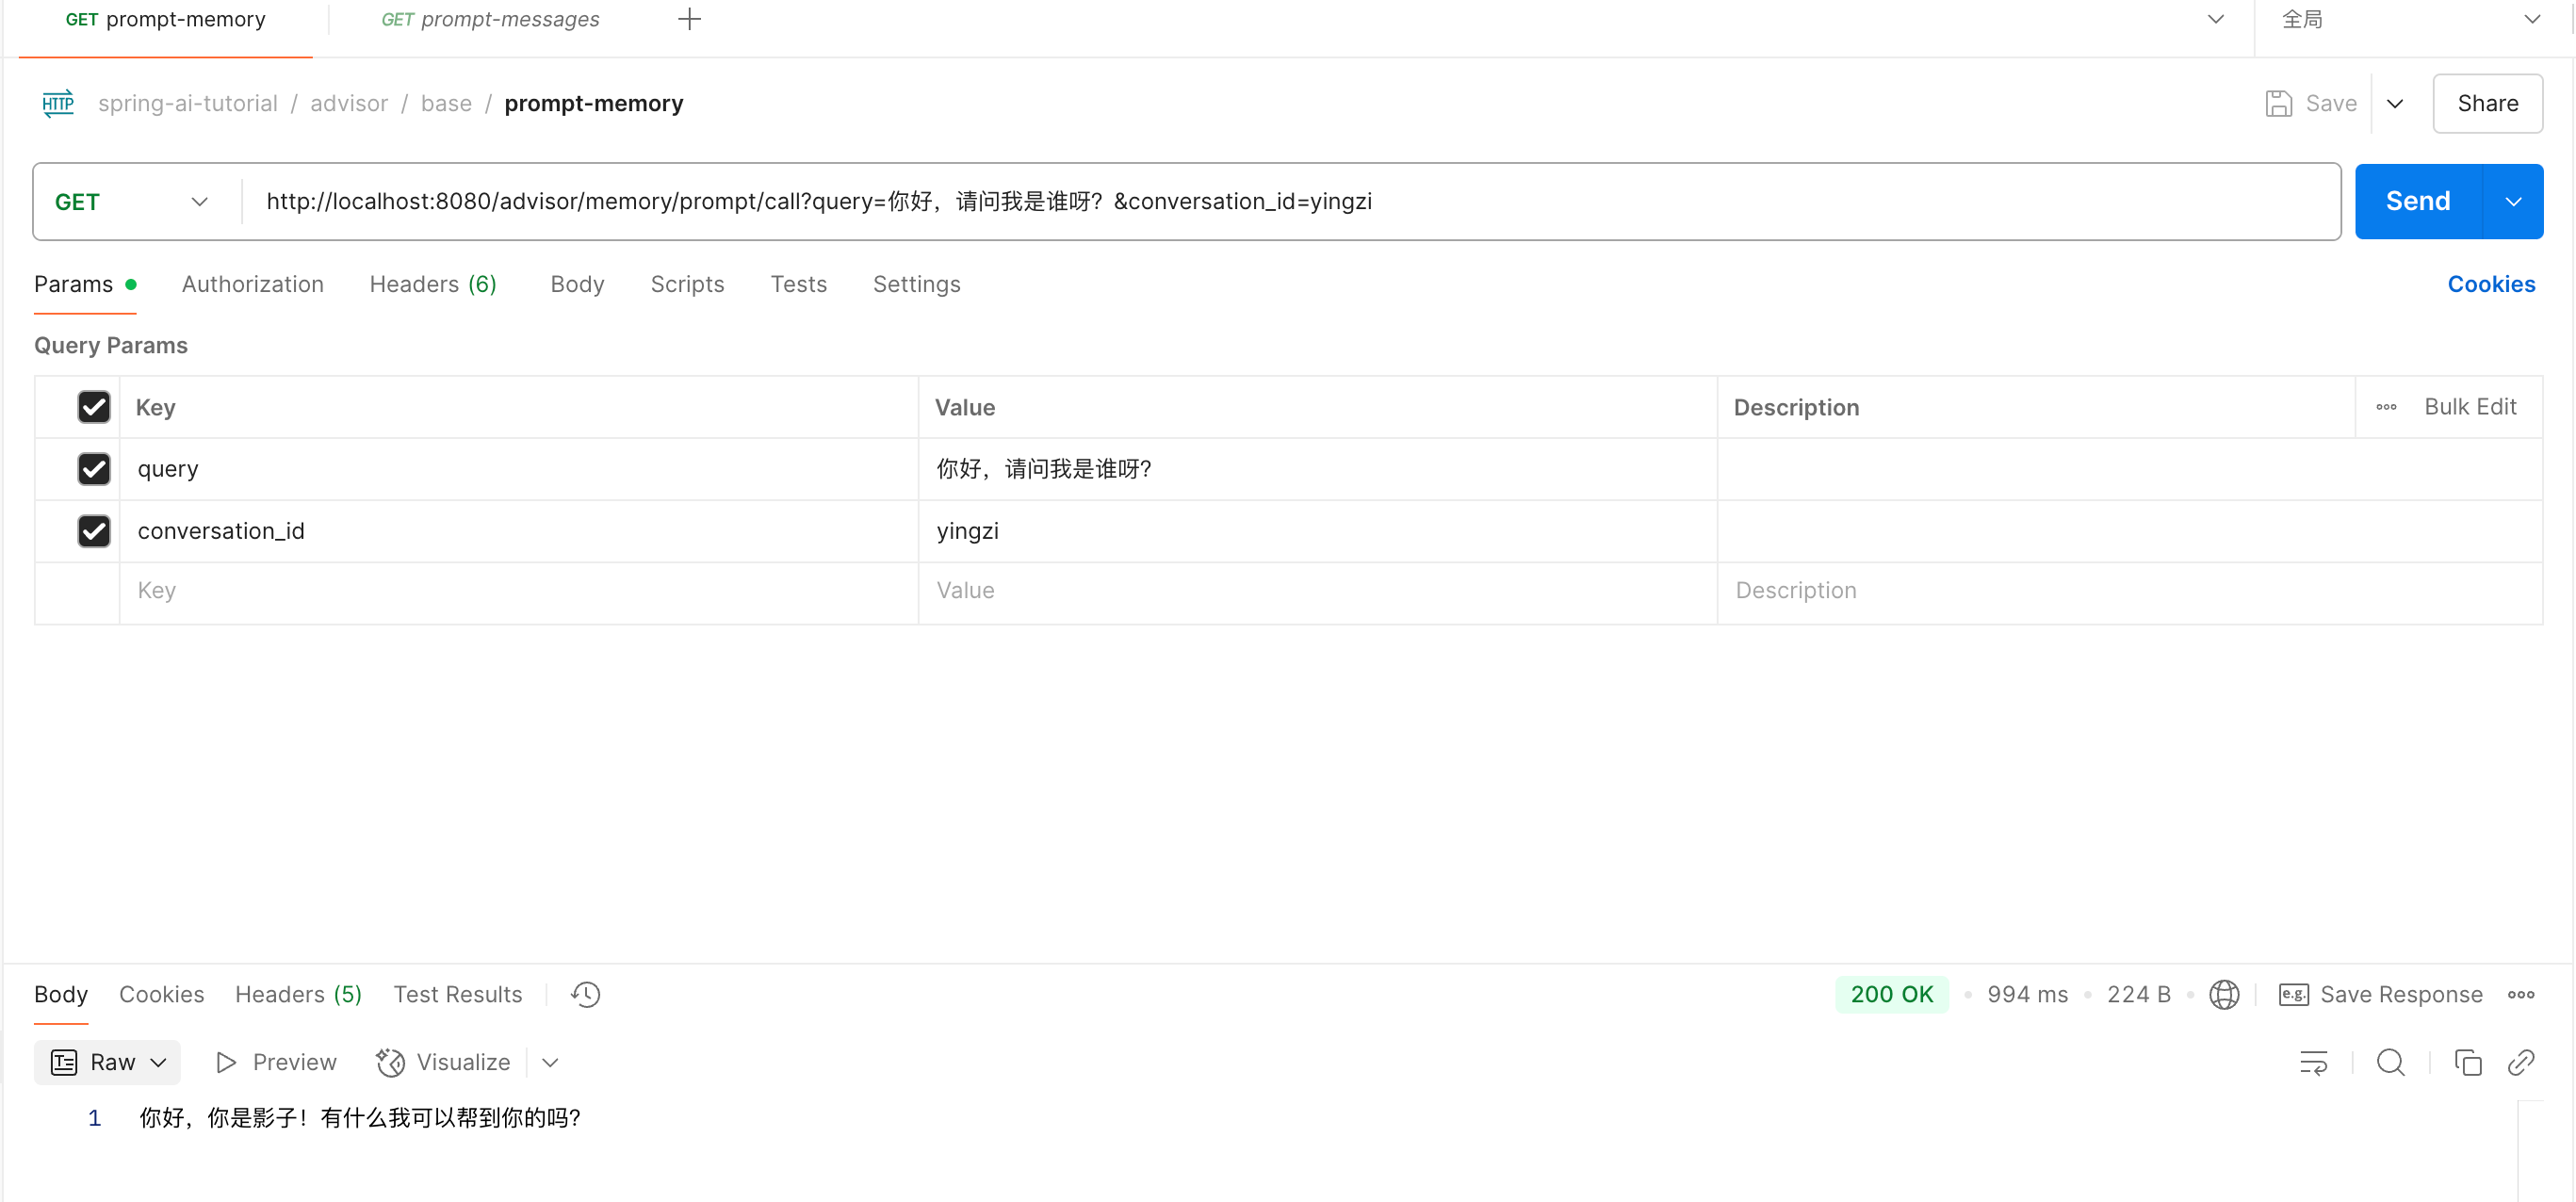 GET prompt-memory GET prompt-messages 全局
HTTP spring-ai-tutorial / advisor / base / prompt-memory Save Share
GET http://localhost:8080/advisor/memory/prompt/call?query=你好，请问我是谁呀？&conversation_id=yingzi Send
Params Authorization Headers (6) Body Scripts Tests Settings Cookies
Query Params
Key Value Description Bulk Edit
query 你好，请问我是谁呀？
conversation_id yingzi
Key Value Description
Body Cookies Headers (5) Test Results 200 OK 994 ms 224 B e.g. Save Response
Raw Preview Visualize
1 你好，你是影子！有什么我可以帮到你的吗？